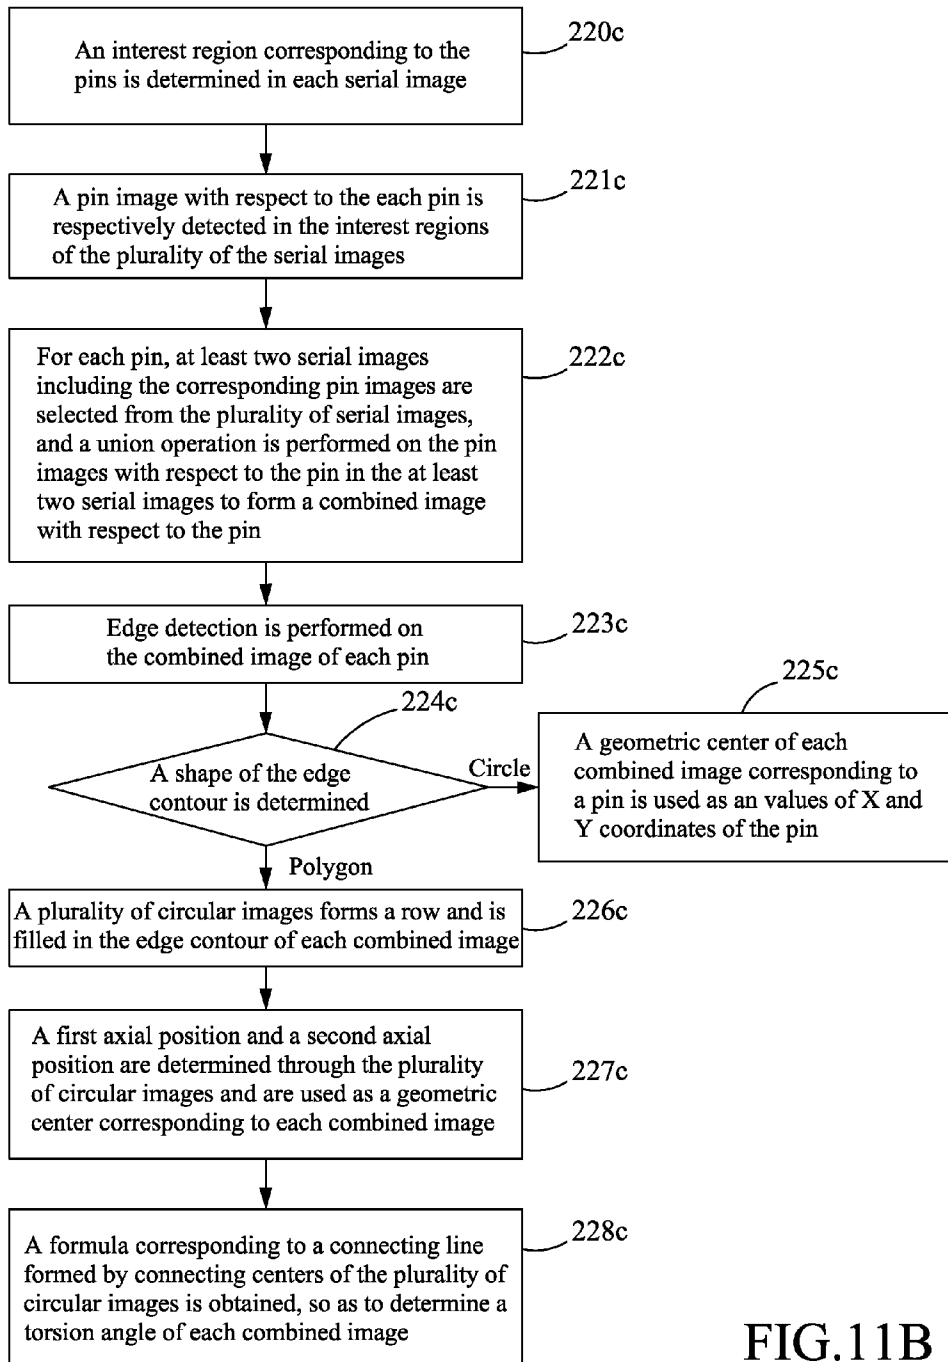 An interest region corresponding to the
pins is determined in each serial image
220c
A pin image with respect to the each pin is
respectively detected in the interest regions
of the plurality of the serial images
221c
For each pin, at least two serial images
including the corresponding pin images are
selected from the plurality of serial images,
and a union operation is performed on the pin
images with respect to the pin in the at least
two serial images to form a combined image
with respect to the pin
222c
Edge detection is performed on
the combined image of each pin
223c
A shape of the edge
contour is determined
224c
Circle
A geometric center of each
combined image corresponding to
a pin is used as an values of X and
Y coordinates of the pin
225c
Polygon
A plurality of circular images forms a row and is
filled in the edge contour of each combined image
226c
A first axial position and a second axial
position are determined through the plurality
of circular images and are used as a geometric
center corresponding to each combined image
227c
A formula corresponding to a connecting line
formed by connecting centers of the plurality of
circular images is obtained, so as to determine a
torsion angle of each combined image
228c
FIG.11B